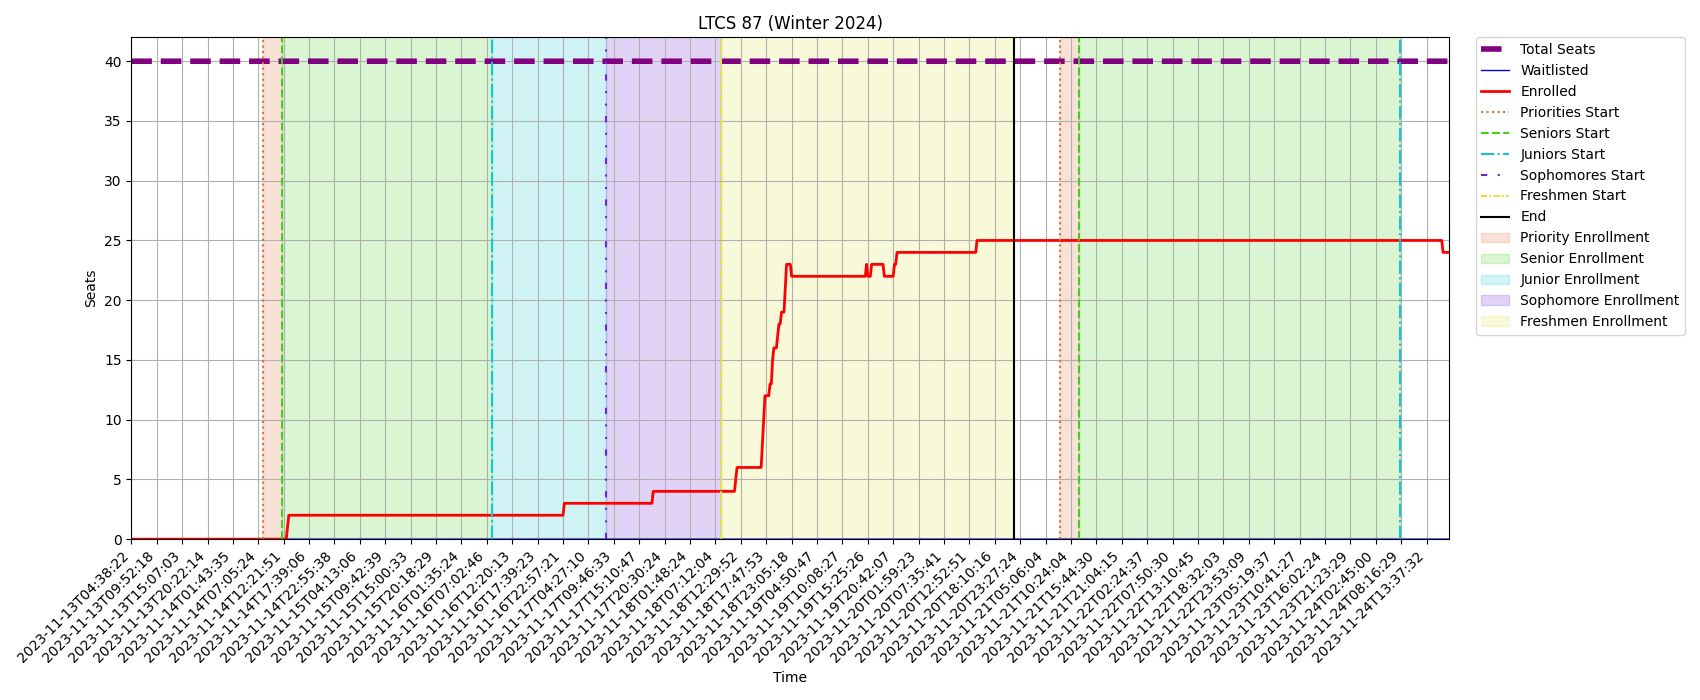 LTCS 87 (Winter 2024)
Seats
40
35
30
25
20
15
10
5
0
2023-11-13T04:38:22
2023-11-13T09:52:18
2023-11-13T15:07:03
2023-11-13T20:22:14
2023-11-14T01:43:35
2023-11-14T07:05:24
2023-11-14T12:21:51
2023-11-14T17:39:06
2023-11-14T22:55:38
2023-11-15T04:13:06
2023-11-15T09:42:39
2023-11-15T15:00:33
2023-11-15T20:18:29
2023-11-16T01:35:24
2023-11-16T07:02:46
2023-11-16T12:20:13
2023-11-16T17:39:23
2023-11-16T22:57:21
2023-11-17T04:27:10
2023-11-17T09:46:33
2023-11-17T15:10:47
2023-11-17T20:30:24
2023-11-18T01:48:24
2023-11-18T07:12:04
2023-11-18T12:29:52
2023-11-18T17:47:53
2023-11-18T23:05:18
2023-11-19T04:50:47
2023-11-19T10:08:27
2023-11-19T15:25:26
2023-11-19T20:42:07
2023-11-20T01:59:23
2023-11-20T07:35:41
2023-11-20T12:52:51
2023-11-20T18:10:16
2023-11-20T23:27:24
2023-11-21T05:06:04
2023-11-21T10:24:04
2023-11-21T15:44:30
2023-11-21T21:04:15
2023-11-22T02:24:37
2023-11-22T07:50:30
2023-11-22T13:10:45
2023-11-22T18:32:03
2023-11-22T23:53:09
2023-11-23T05:19:37
2023-11-23T10:41:27
2023-11-23T16:02:24
2023-11-23T21:23:29
2023-11-24T02:45:00
2023-11-24T08:16:29
2023-11-24T13:37:32
Time
Total Seats
Waitlisted
Enrolled
Priorities Start
Seniors Start
Juniors Start
Sophomores Start
Freshmen Start
End
Priority Enrollment
Senior Enrollment
Junior Enrollment
Sophomore Enrollment
Freshmen Enrollment